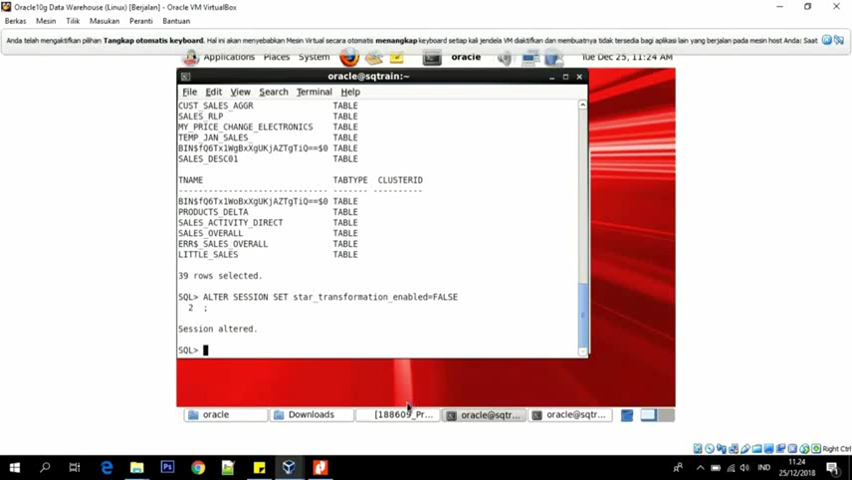 Oracle10g Data Warehouse (Linux) [Berjalan] - Oracle VM VirtualBox
Berkas Mesin Tilik Masukan Peranti Bantuan
Anda telah mengaktifkan pilihan Tangkap otomatis keyboard. Hal ini akan menyebabkan Mesin Virtual secara otomatis menangkap keyboard setiap kali jendela VM diaktifkan dan membuatnya tidak tersedia bagi aplikasi lain yang berjalan pada mesin host Anda: Saat
Applications Places System oracle Tue Dec 25, 11:24 AM
oracle@sqtrain:~
File Edit View Search Terminal Help
CUST_SALES_AGGR TABLE
SALES_RLP TABLE
MY_PRICE_CHANGE_ELECTRONICS TABLE
TEMP_JAN_SALES TABLE
BIN$fQ6Tx1WgBxXgUKjAZTgTiQ==$0 TABLE
SALES_DESC01 TABLE
TNAME TABTYPE CLUSTERID
------------------------------ ------- ----------
BIN$fQ6Tx1WoBxXgUKjAZTgTiQ==$0 TABLE
PRODUCTS_DELTA TABLE
SALES_ACTIVITY_DIRECT TABLE
SALES_OVERALL TABLE
ERR$_SALES_OVERALL TABLE
LITTLE_SALES TABLE
39 rows selected.
SQL> ALTER SESSION SET star_transformation_enabled=FALSE
2 ;
Session altered.
SQL>
oracle Downloads [188609_Pr... oracle@sqtr... oracle@sqtr...
Right Ctrl
IND 11.24
25/12/2018